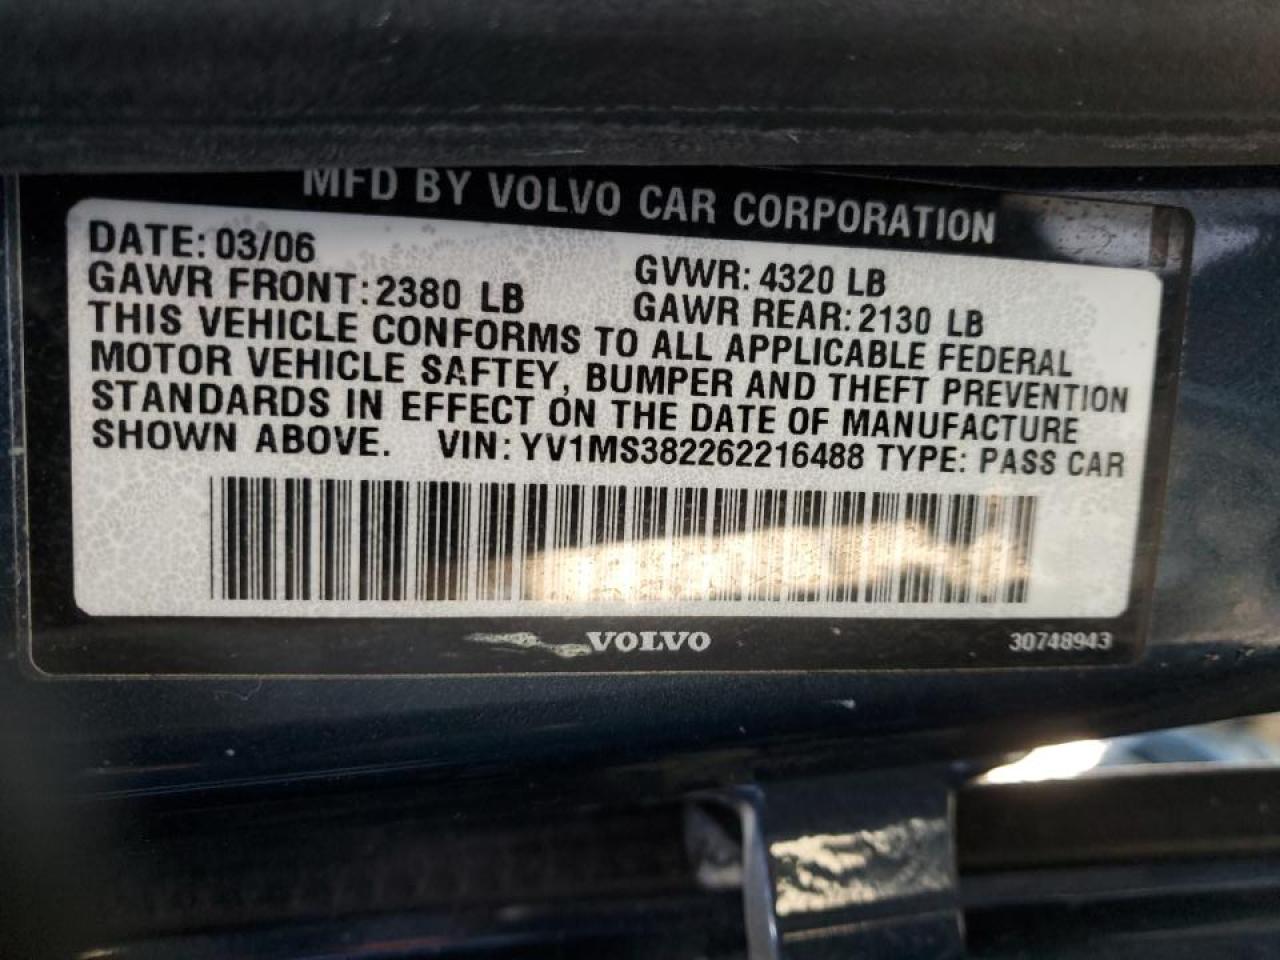 MFD BY VOLVO CAR CORPORATION
DATE: 03/06
GAWR FRONT: 2380 LB
GVWR: 4320 LB
GAWR REAR: 2130 LB
THIS VEHICLE CONFORMS TO ALL APPLICABLE FEDERAL
MOTOR VEHICLE SAFTEY, BUMPER AND THEFT PREVENTION
STANDARDS IN EFFECT ON THE DATE OF MANUFACTURE
SHOWN ABOVE. VIN: YV1MS382262216488 TYPE: PASS CAR
VOLVO
30748943